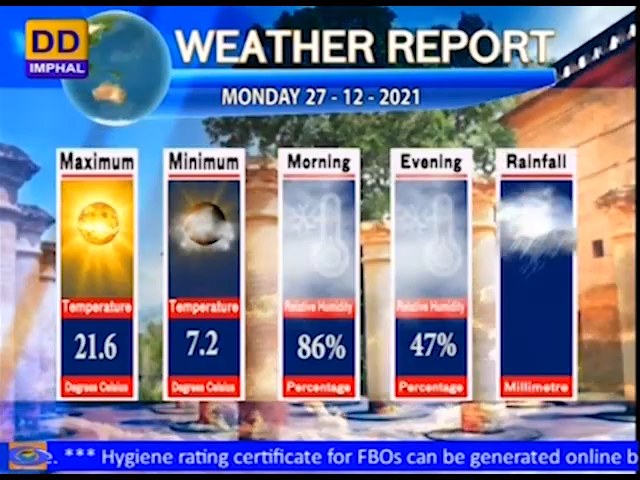 DD
IMPHAL
WEATHER REPORT
MONDAY 27 - 12 - 2021
Maximum
Minimum
Morning
Evening
Rainfall
Temperature
Temperature
Relative Humidity
Relative Humidity
21.6
7.2
86%
47%
Degrees Celsius
Degrees Celsius
Percentage
Percentage
Millimetre
. *** Hygiene rating certificate for FBOs can be generated online b